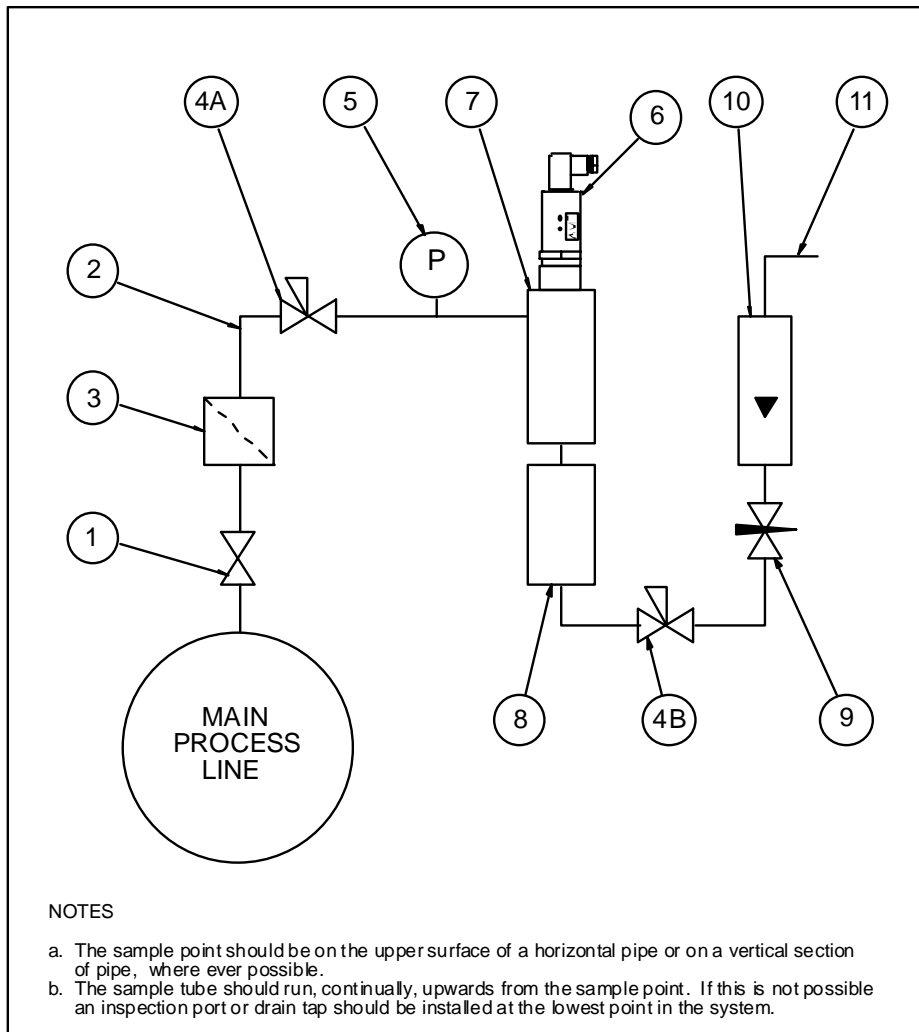 4A
5
7
6
10
11
P
2
3
1
MAIN
PROCESS
LINE
8
4B
9
NOTES
a. The sample point should be on the upper surface of a horizontal pipe or on a vertical section
of pipe, where ever possible.
b. The sample tube should run, continually, upwards from the sample point. If this is not possible
an inspection port or drain tap should be installed at the lowest point in the system.